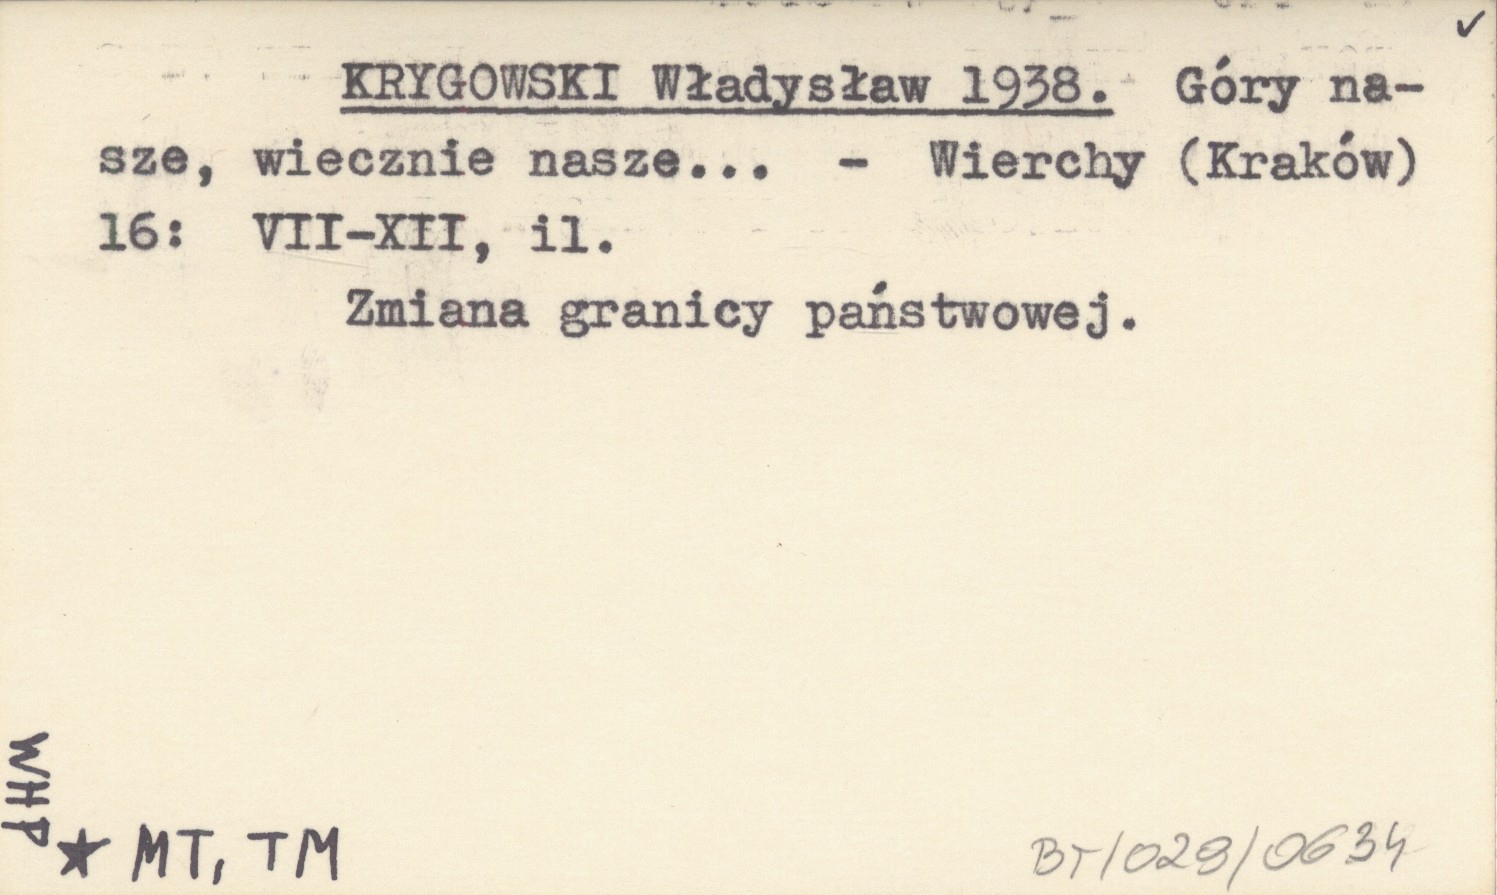 ✓
KRYGOWSKI Władysław 1938. Góry na-
sze, wiecznie nasze... - Wierchy (Kraków)
16: VII-XII, il.
Zmiana granicy państwowej.
WHP
★ MT, TM
BT/029/0634